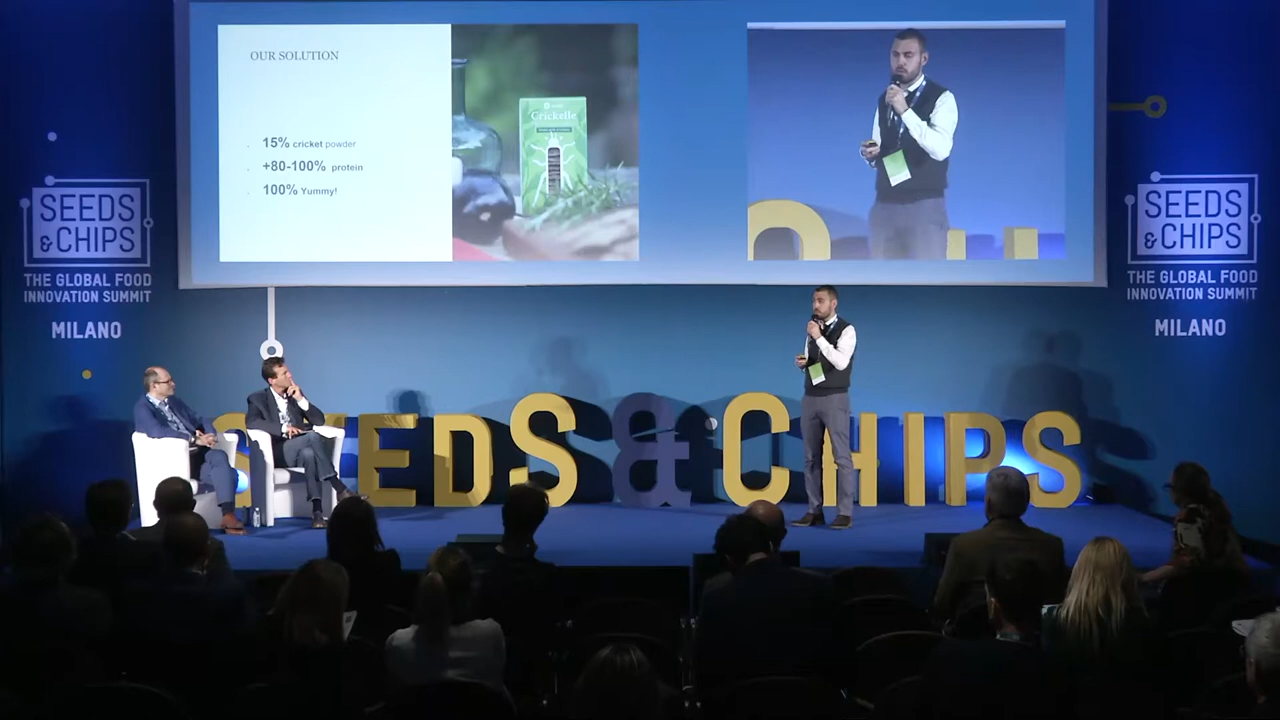 OUR SOLUTION
15% cricket powder
+80-100% protein
100% Yummy!
Crickelle
SEEDS
&CHIPS
THE GLOBAL FOOD
INNOVATION SUMMIT
MILANO
SEEDS
&CHIPS
THE GLOBAL FOOD
INNOVATION SUMMIT
MILANO
SEEDS & CHIPS